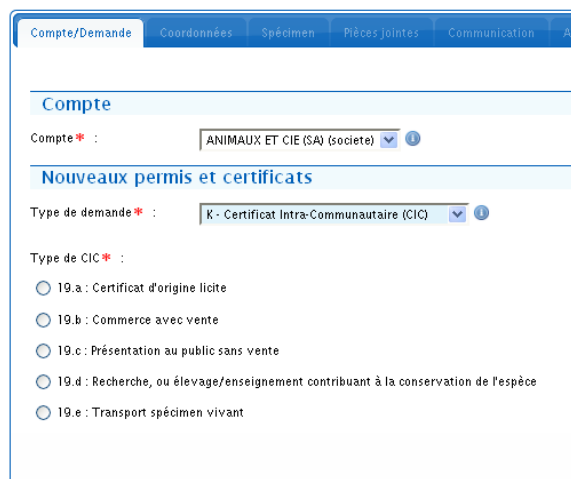 Compte/Demande Coordonnées Spécimen Pièces jointes Communication A
Compte
Compte* : ANIMAUX ET CIE (SA) (societe)
Nouveaux permis et certificats
Type de demande* : K - Certificat Intra-Communautaire (CIC)
Type de CIC* :
19.a : Certificat d'origine licite
19.b : Commerce avec vente
19.c : Présentation au public sans vente
19.d : Recherche, ou élevage/enseignement contribuant à la conservation de l'espèce
19.e : Transport spécimen vivant